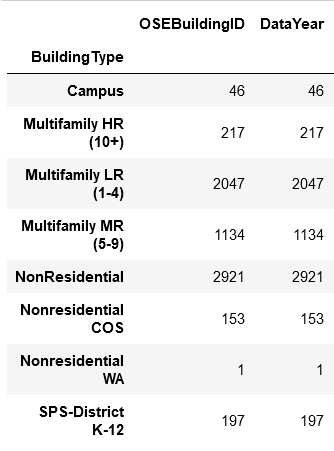 OSEBuildingID DataYear
BuildingType
Campus 46 46
Multifamily HR
(10+) 217 217
Multifamily LR
(1-4) 2047 2047
Multifamily MR
(5-9) 1134 1134
NonResidential 2921 2921
Nonresidential
COS 153 153
Nonresidential
WA 1 1
SPS-District
K-12 197 197